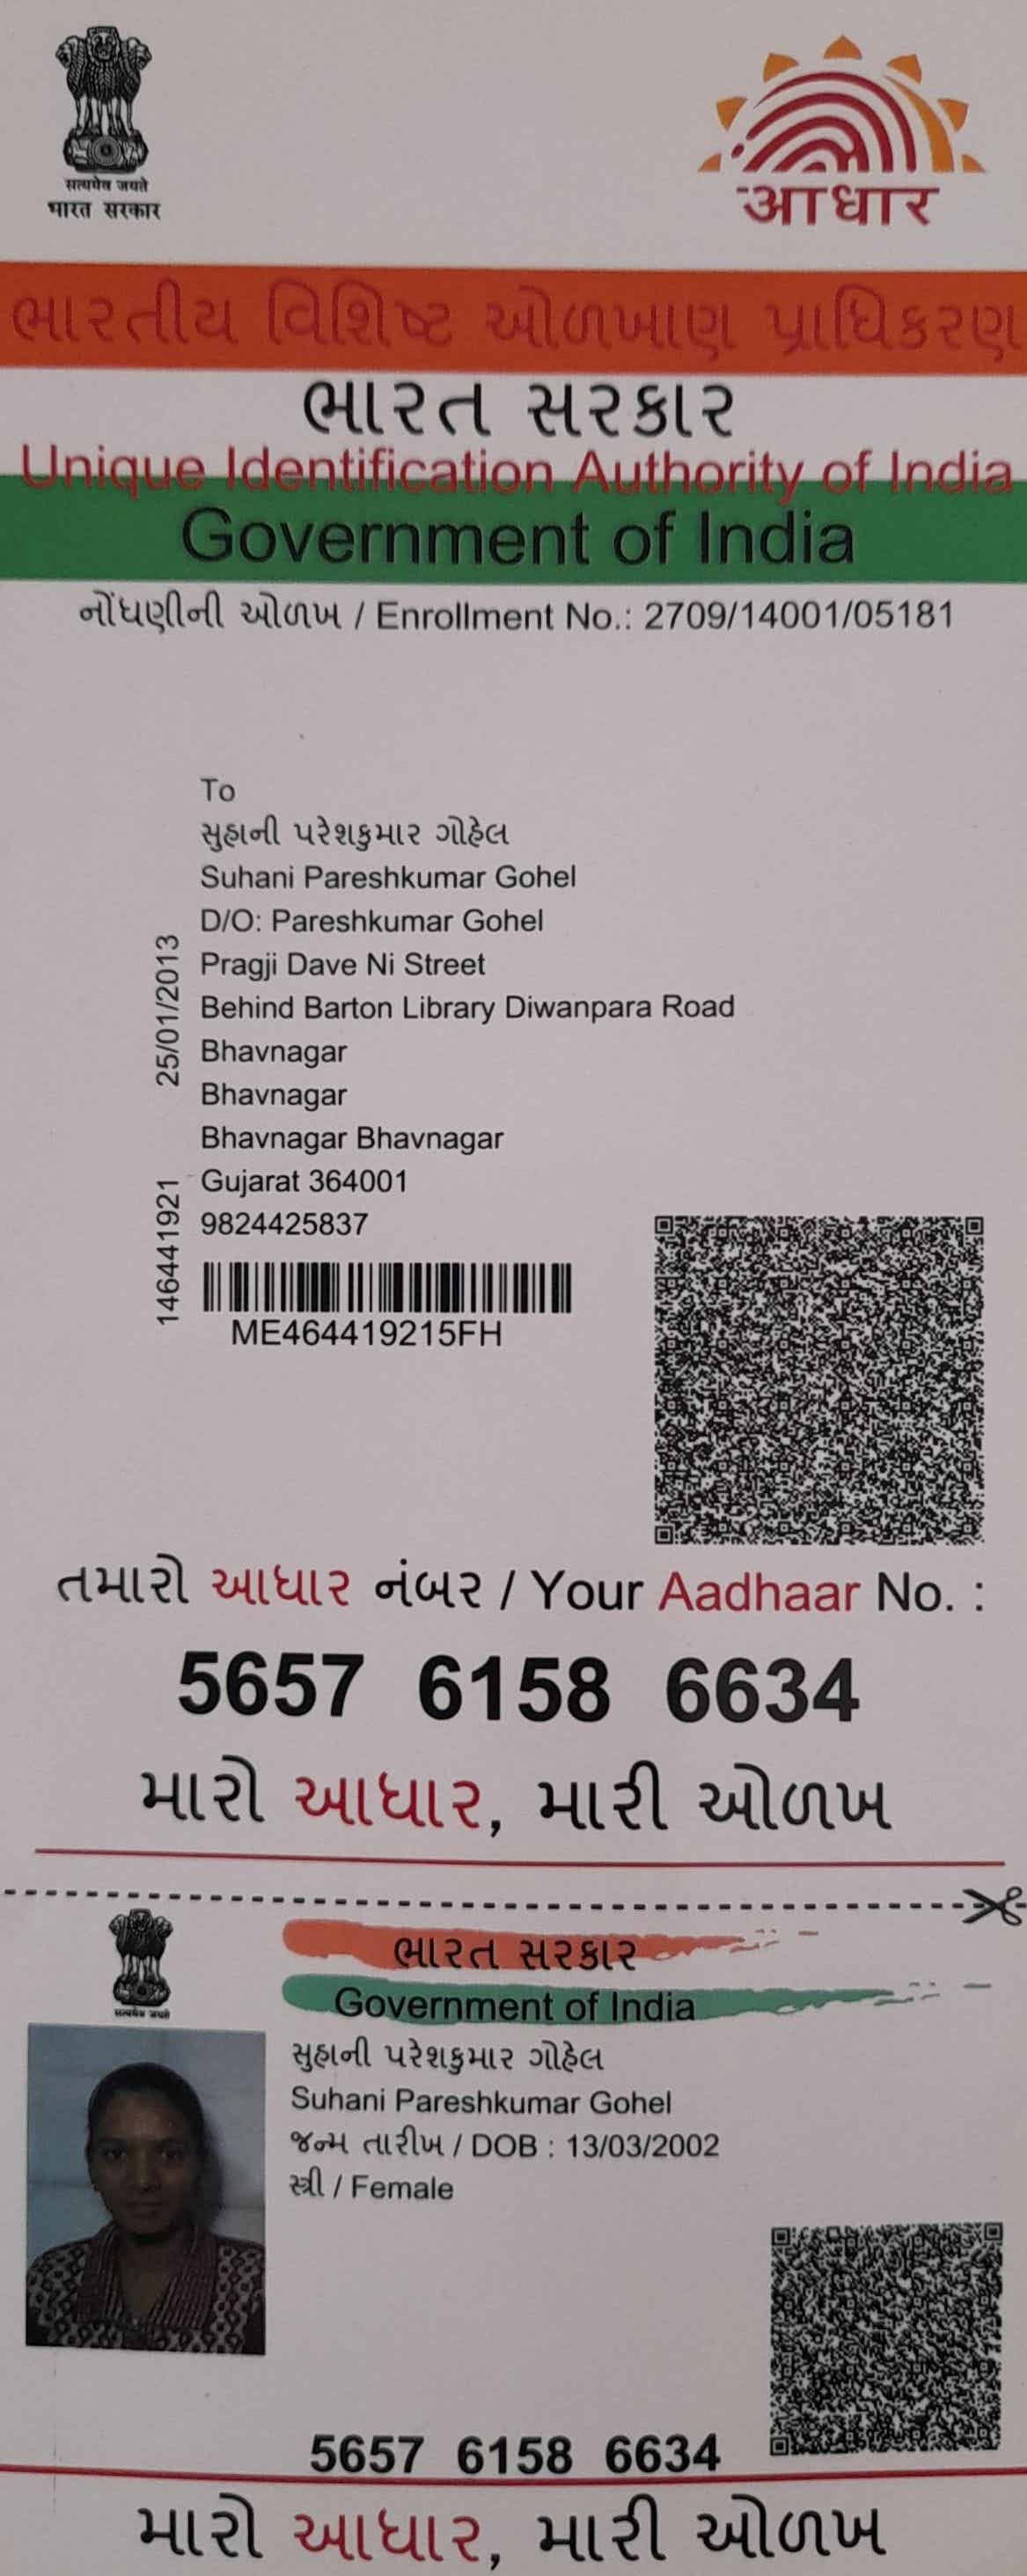 सत्यमेव जयते
भारत सरकार
आधार
ભારતીય વિશિષ્ટ ઓળખાણ પ્રાધિકરણ
ભારત સરકાર
Unique Identification Authority of India
Government of India
નોંધણીની ઓળખ / Enrollment No.: 2709/14001/05181
To
સુહાની પરેશકુમાર ગોહેલ
Suhani Pareshkumar Gohel
D/O: Pareshkumar Gohel
Pragji Dave Ni Street
Behind Barton Library Diwanpara Road
Bhavnagar
Bhavnagar
Bhavnagar Bhavnagar
Gujarat 364001
9824425837
25/01/2013
146441921
ME464419215FH
તમારો આધાર નંબર / Your Aadhaar No. :
5657 6158 6634
મારો આધાર, મારી ઓળખ
सत्यमेव जयते
ભારત સરકાર
Government of India
સુહાની પરેશકુમાર ગોહેલ
Suhani Pareshkumar Gohel
જન્મ તારીખ / DOB : 13/03/2002
સ્ત્રી / Female
5657 6158 6634
મારો આધાર, મારી ઓળખ